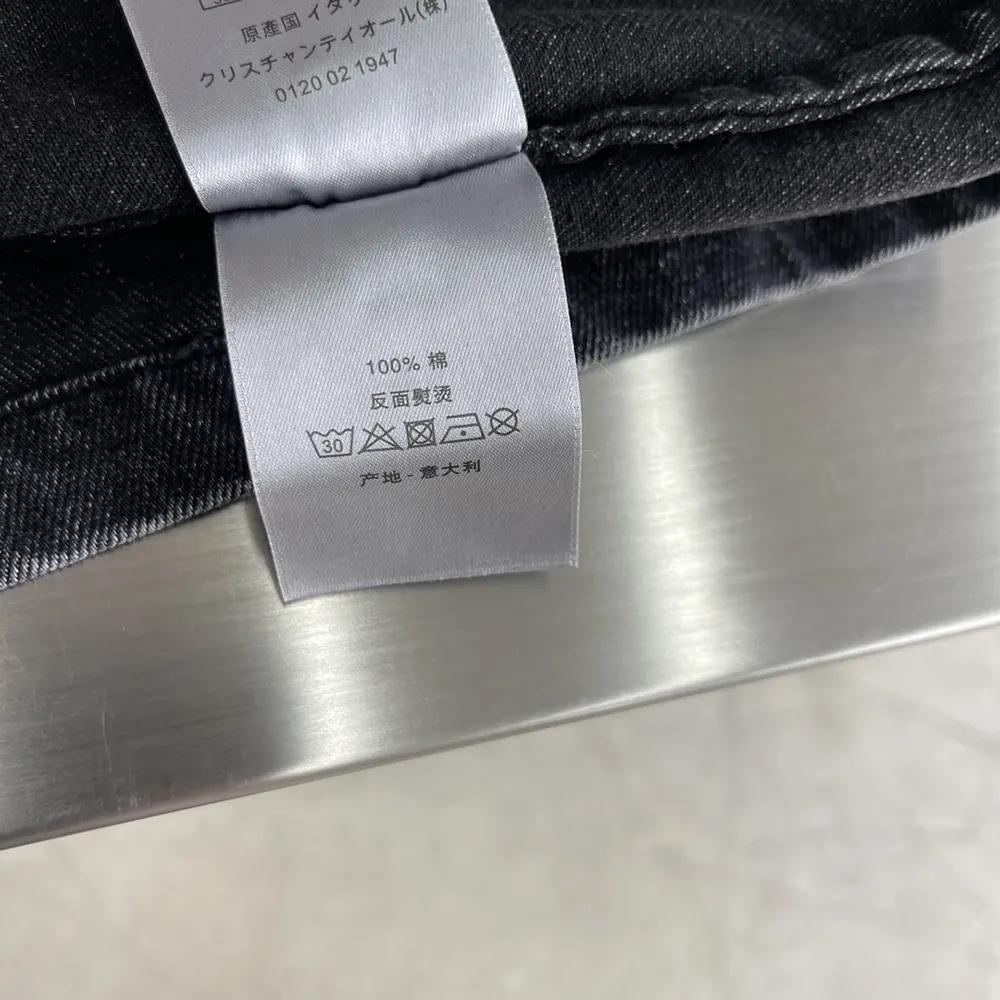 原産国 イタリ
クリスチャンディオール(株)
0120 02 1947
100% 棉
反面熨烫
30
产地 - 意大利